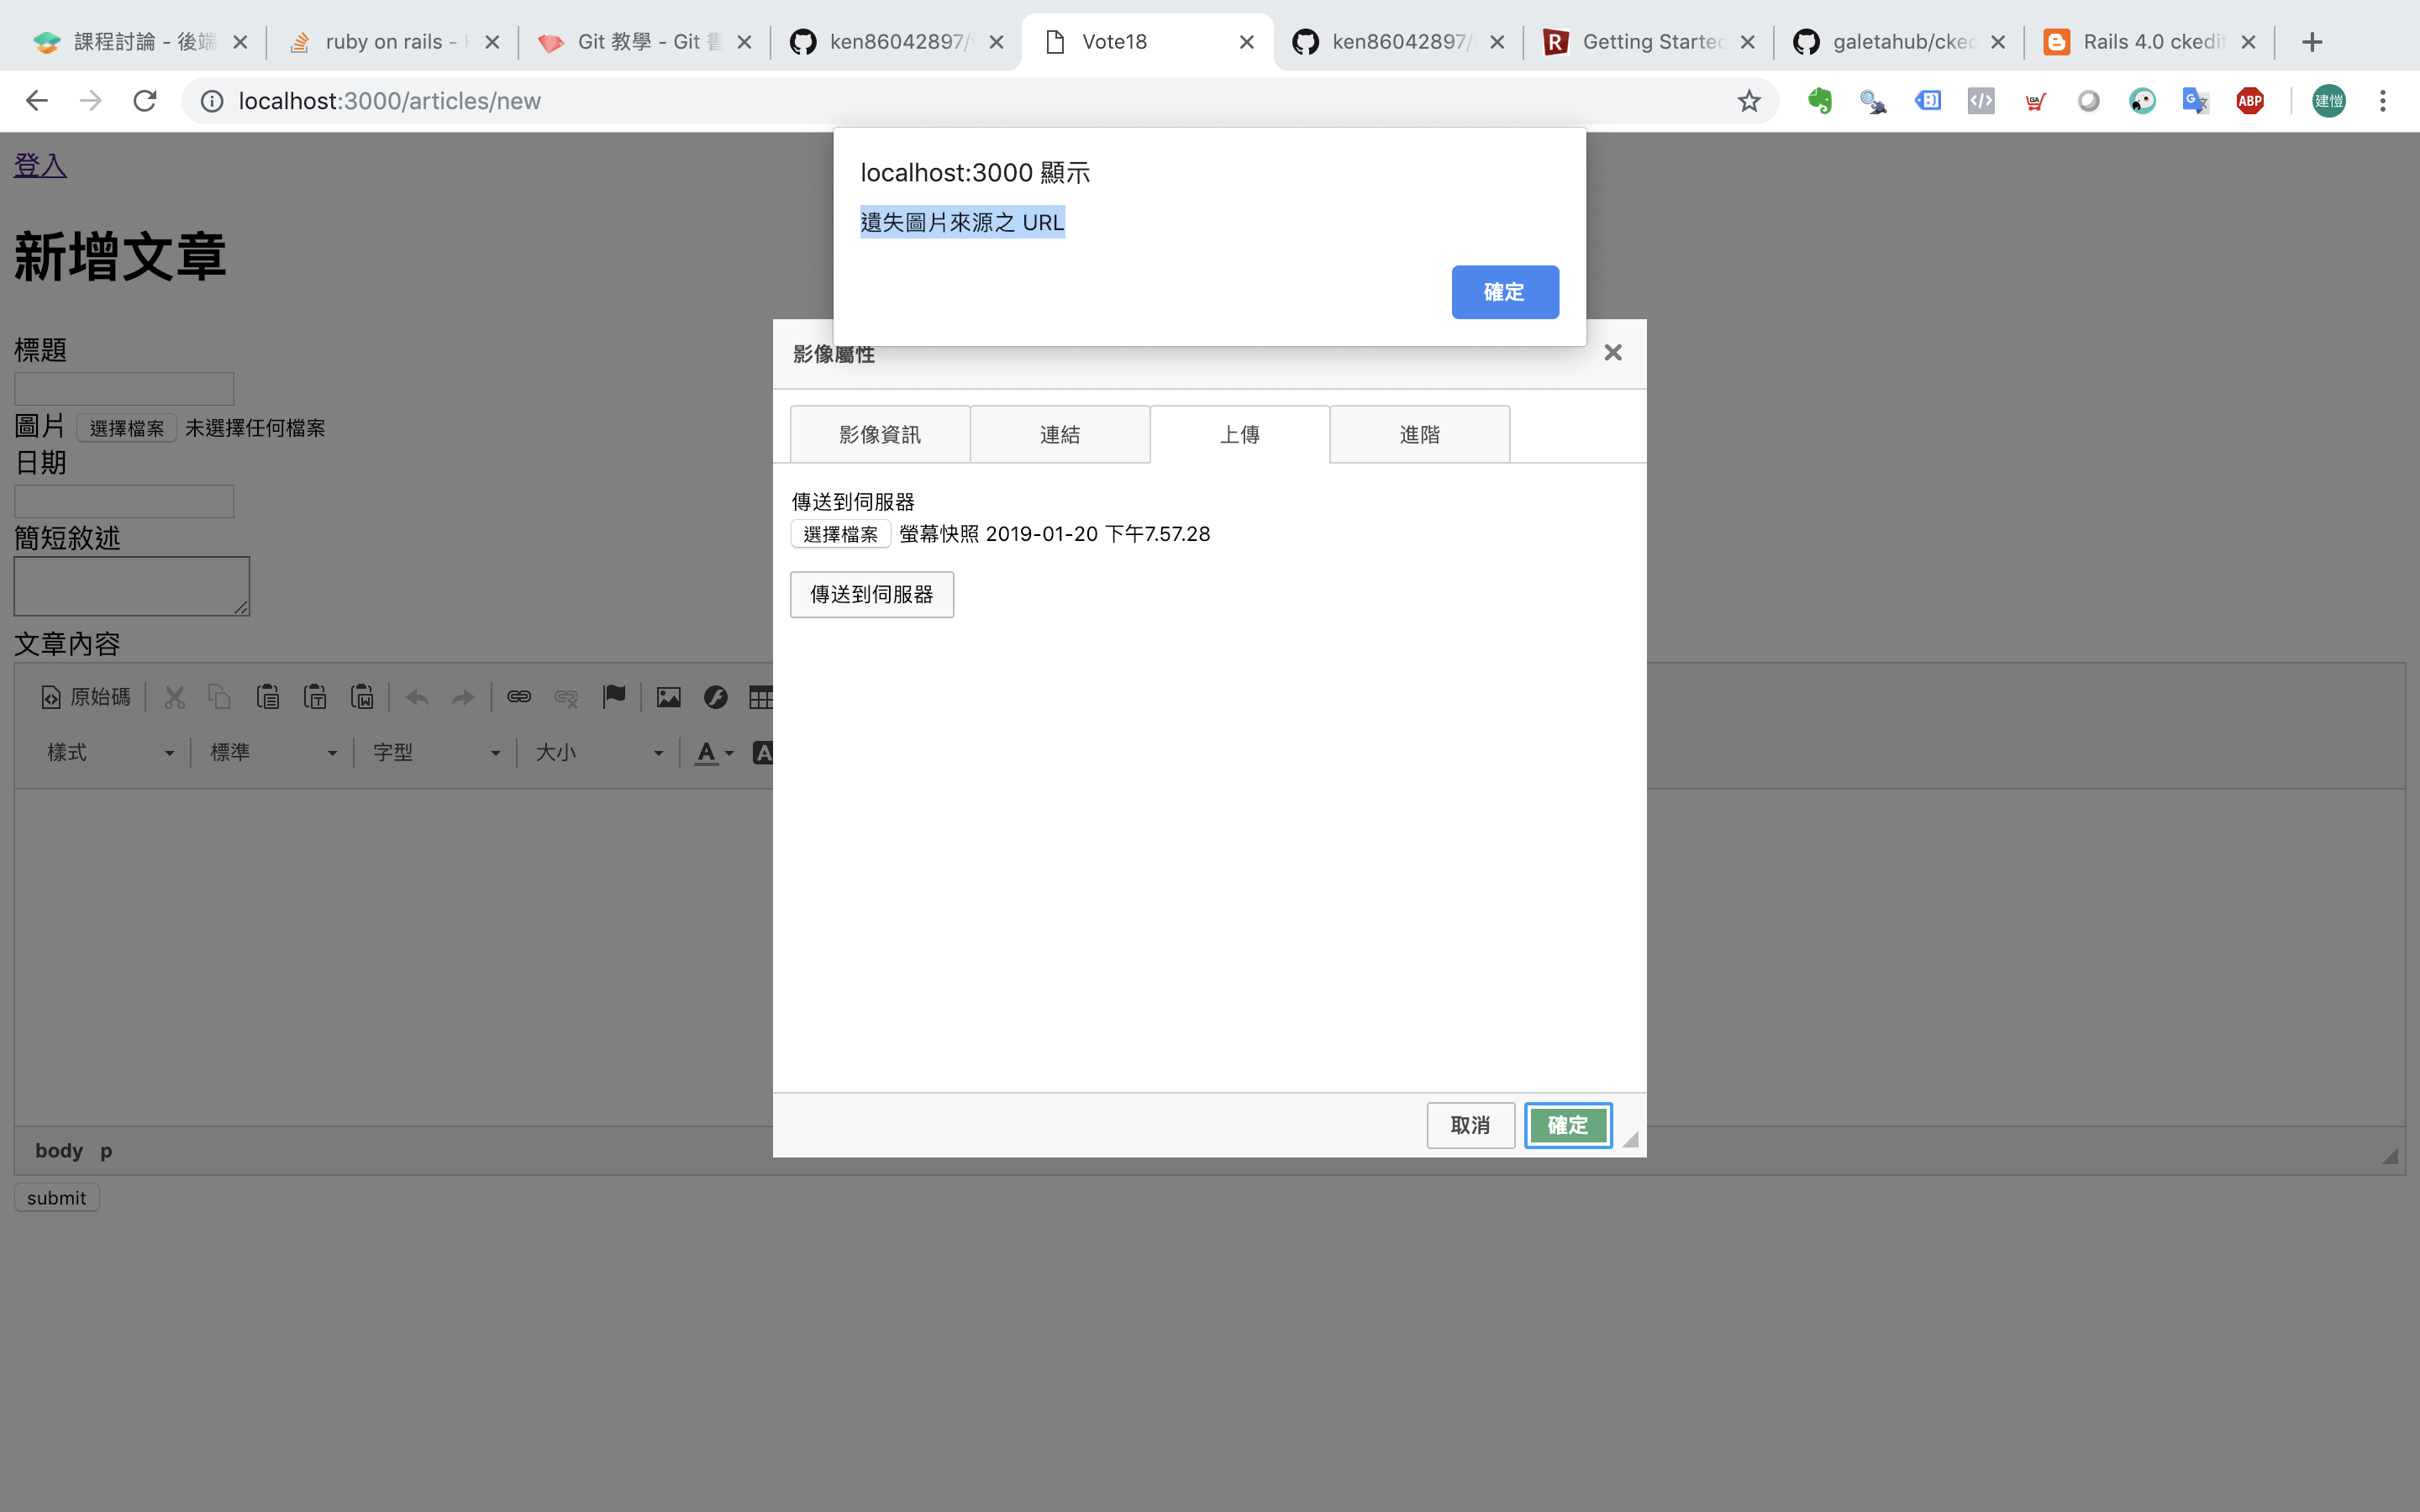 課程討論 - 後端
ruby on rails -
Git 教學 - Git
ken86042897/
Vote18
ken86042897/
Getting Started
galetahub/cked
Rails 4.0 ckedit
localhost:3000/articles/new
建愷
ABP
登入
localhost:3000 顯示
遺失圖片來源之 URL
確定
新增文章
標題
圖片 選擇檔案 未選擇任何檔案
日期
簡短敘述
文章內容
影像屬性
影像資訊 連結 上傳 進階
傳送到伺服器
選擇檔案 螢幕快照 2019-01-20 下午7.57.28
傳送到伺服器
原始碼
樣式 標準 字型 大小
取消 確定
body p
submit